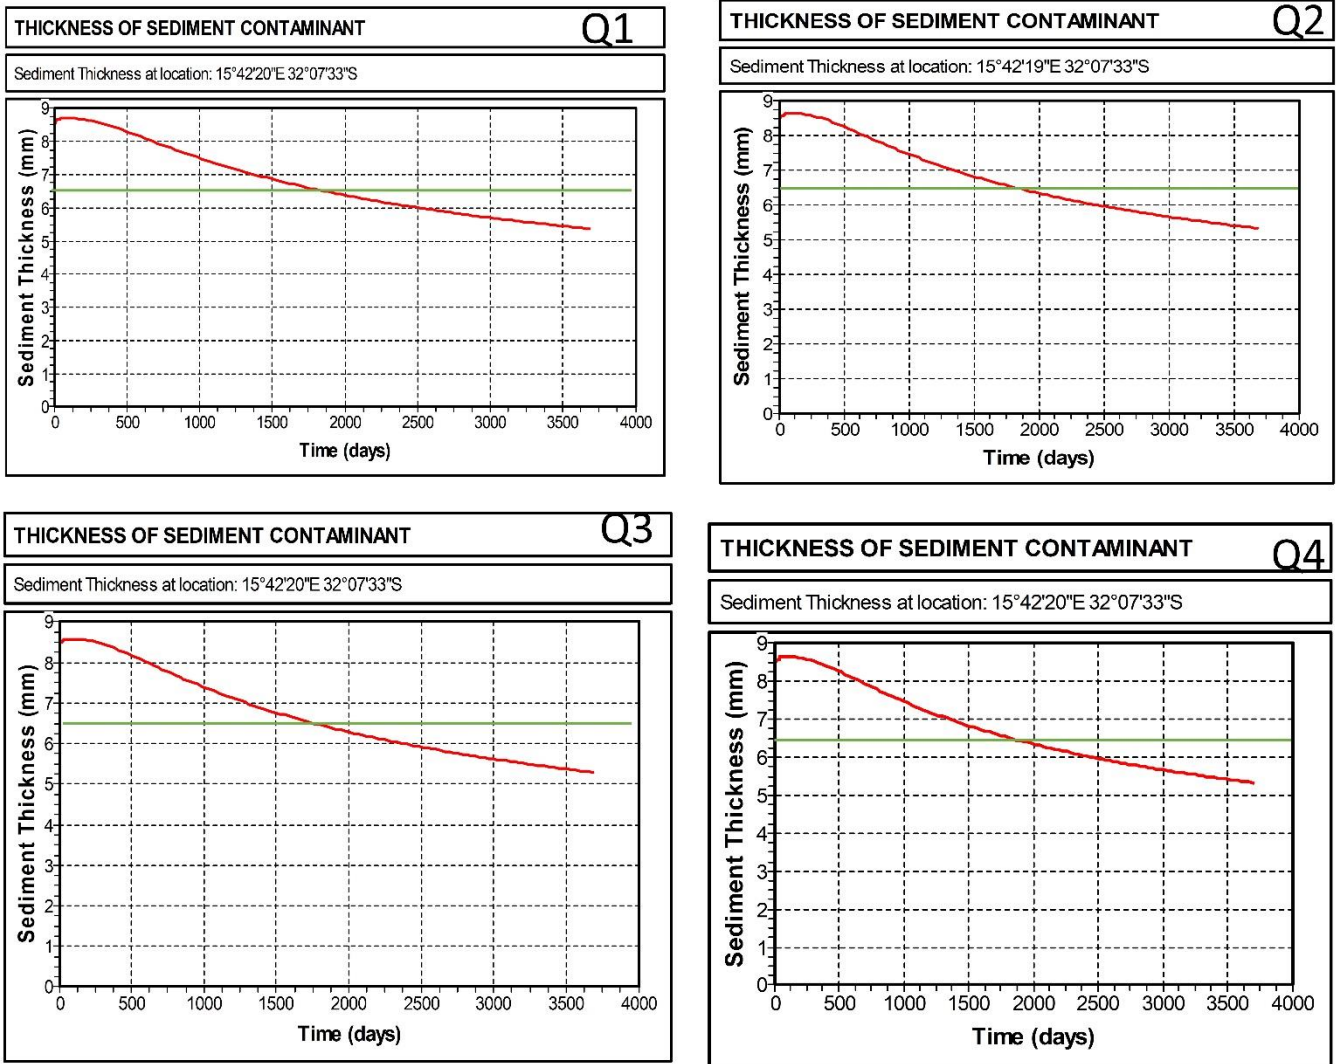 THICKNESS OF SEDIMENT CONTAMINANT Q1
Sediment Thickness at location: 15°42'20"E 32°07'33"S
Sediment Thickness (mm)
9
8
7
6
5
4
3
2
1
0
0 500 1000 1500 2000 2500 3000 3500 4000
Time (days)
THICKNESS OF SEDIMENT CONTAMINANT Q2
Sediment Thickness at location: 15°42'19"E 32°07'33"S
Sediment Thickness (mm)
9
8
7
6
5
4
3
2
1
0
0 500 1000 1500 2000 2500 3000 3500 4000
Time (days)
THICKNESS OF SEDIMENT CONTAMINANT Q3
Sediment Thickness at location: 15°42'20"E 32°07'33"S
Sediment Thickness (mm)
9
8
7
6
5
4
3
2
1
0
0 500 1000 1500 2000 2500 3000 3500 4000
Time (days)
THICKNESS OF SEDIMENT CONTAMINANT Q4
Sediment Thickness at location: 15°42'20"E 32°07'33"S
Sediment Thickness (mm)
9
8
7
6
5
4
3
2
1
0
0 500 1000 1500 2000 2500 3000 3500 4000
Time (days)